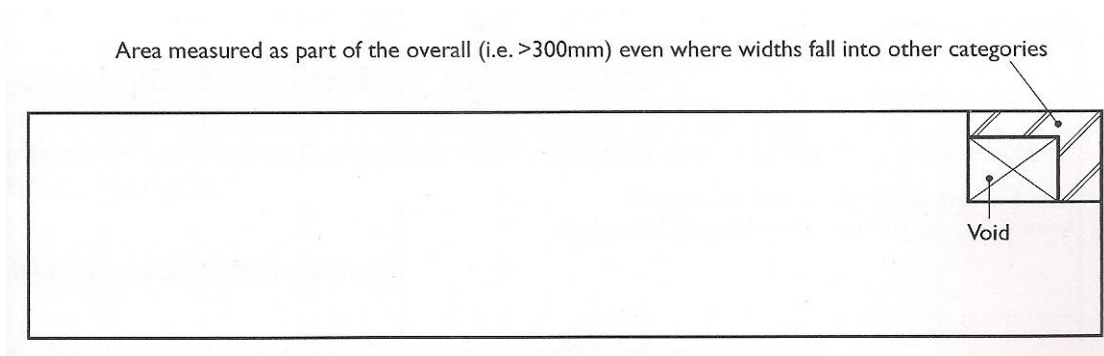 Area measured as part of the overall (i.e. >300mm) even where widths fall into other categories
Void